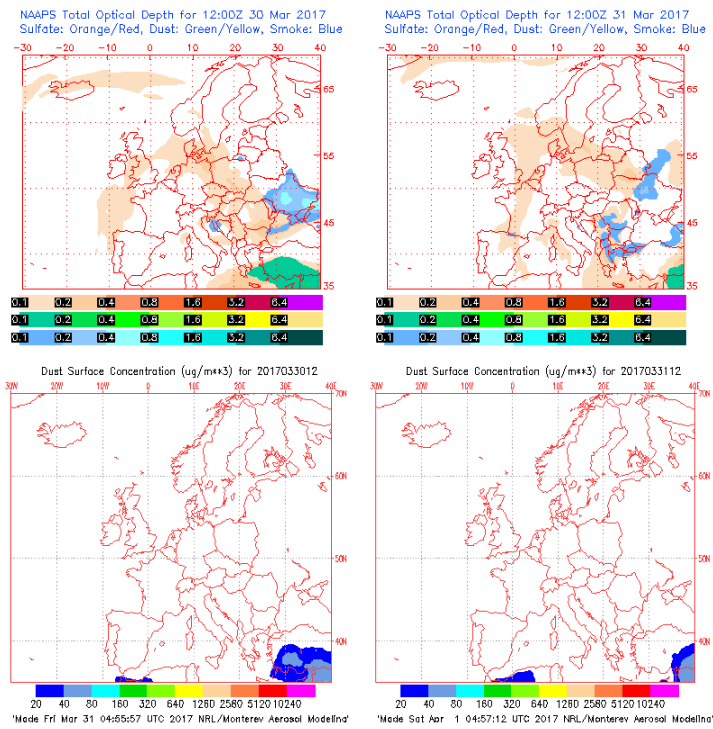 NAAPS Total Optical Depth for 12:00Z 30 Mar 2017
Sulfate: Orange/Red, Dust: Green/Yellow, Smoke: Blue
-30 -20 -10 0 10 20 30 40
65
55
45
35
0.1 0.2 0.4 0.8 1.6 3.2 6.4
0.1 0.2 0.4 0.8 1.6 3.2 6.4
0.1 0.2 0.4 0.8 1.6 3.2 6.4
NAAPS Total Optical Depth for 12:00Z 31 Mar 2017
Sulfate: Orange/Red, Dust: Green/Yellow, Smoke: Blue
-30 -20 -10 0 10 20 30 40
65
55
45
35
0.1 0.2 0.4 0.8 1.6 3.2 6.4
0.1 0.2 0.4 0.8 1.6 3.2 6.4
0.1 0.2 0.4 0.8 1.6 3.2 6.4
Dust Surface Concentration (ug/m**3) for 2017033012
30W 20W 10W 0 10E 20E 30E 40E
70N
60N
50N
40N
20 40 80 160 320 640 1280 2560 5120 10240
'Made Fri Mar 31 04:55:57 UTC 2017 NRL/Monterey Aerosol Modeling'
Dust Surface Concentration (ug/m**3) for 2017033112
30W 20W 10W 0 10E 20E 30E 40E
70N
60N
50N
40N
20 40 80 160 320 640 1280 2560 5120 10240
'Made Sat Apr 1 04:57:12 UTC 2017 NRL/Monterey Aerosol Modeling'